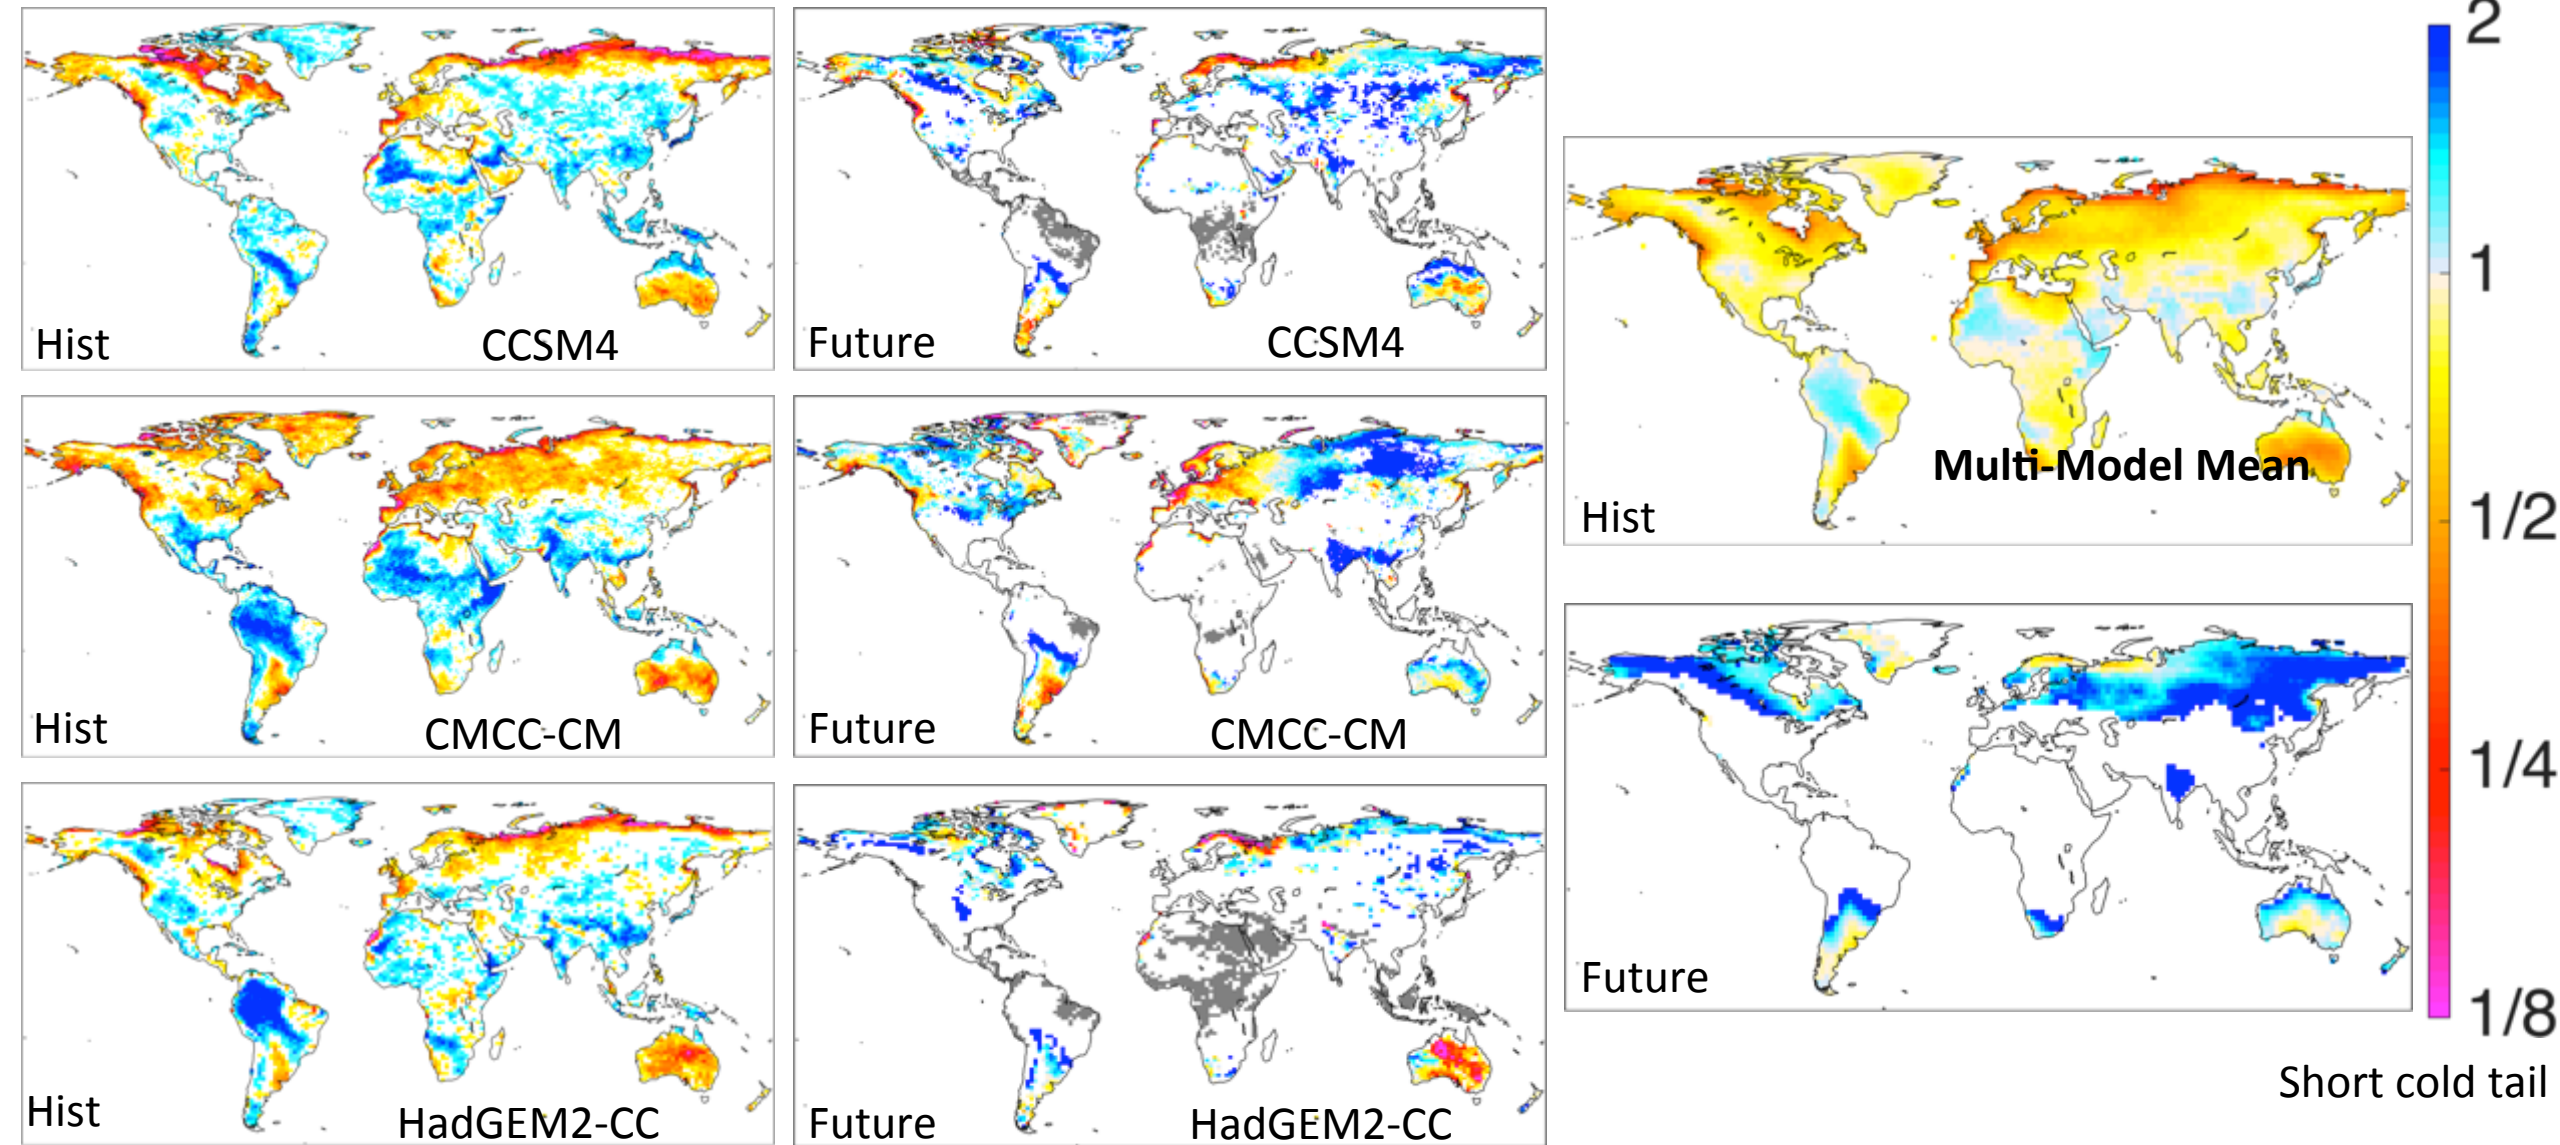 Hist CCSM4
Future CCSM4
Hist CMCC-CM
Future CMCC-CM
Hist HadGEM2-CC
Future HadGEM2-CC
Multi-Model Mean
Hist
Future
2
1
1/2
1/4
1/8
Short cold tail